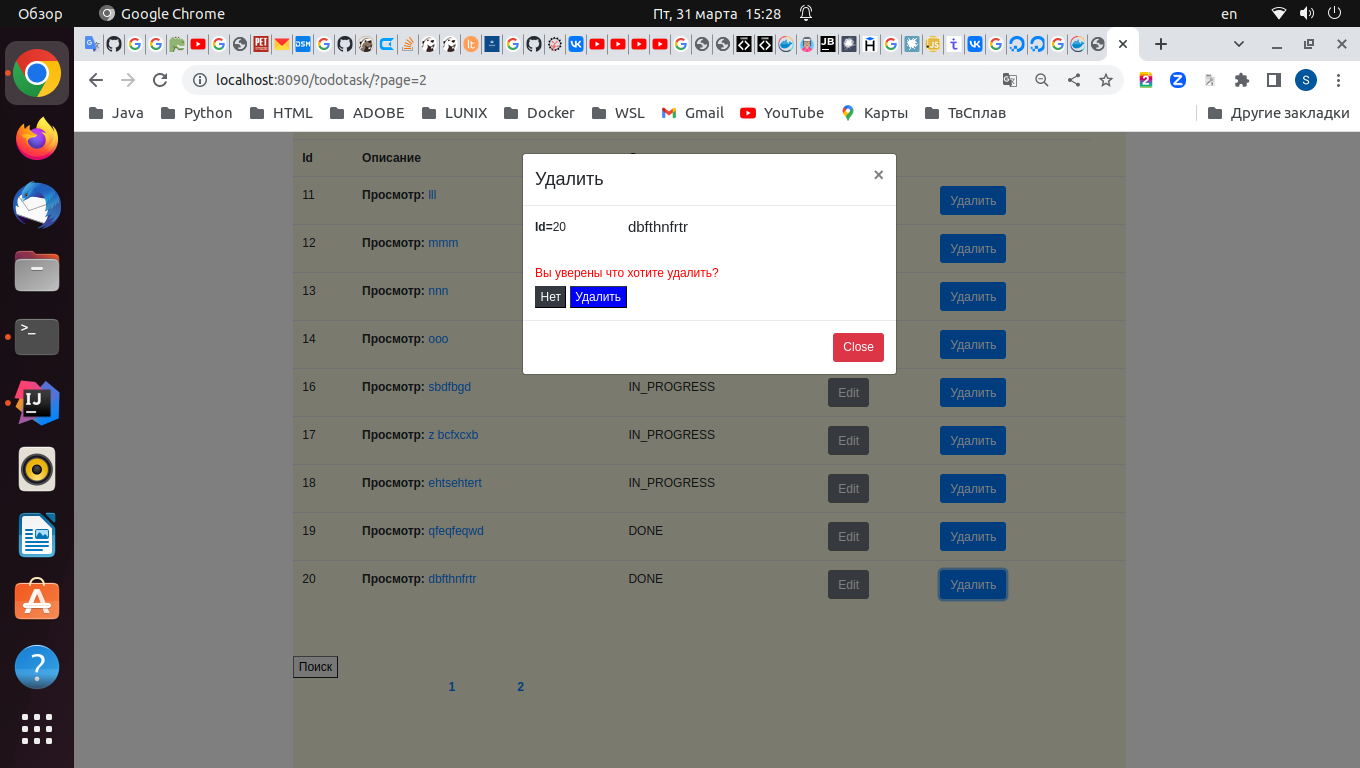 Обзор Google Chrome Пт, 31 марта 15:28 en
localhost:8090/todotask/?page=2 S
Java Python HTML ADOBE LUNIX Docker WSL Gmail YouTube Карты ТвСплав Другие закладки
Id Описание
Удалить ×
11 Просмотр: lll Удалить
Id=20 dbfthnfrtr
12 Просмотр: mmm Удалить
Вы уверены что хотите удалить?
13 Просмотр: nnn Удалить
Нет Удалить
14 Просмотр: ooo Удалить
Close
16 Просмотр: sbdfbgd IN_PROGRESS Edit Удалить
17 Просмотр: z bcfxcxb IN_PROGRESS Edit Удалить
18 Просмотр: ehtsehtert IN_PROGRESS Edit Удалить
19 Просмотр: qfeqfeqwd DONE Edit Удалить
20 Просмотр: dbfthnfrtr DONE Edit Удалить
Поиск
1 2